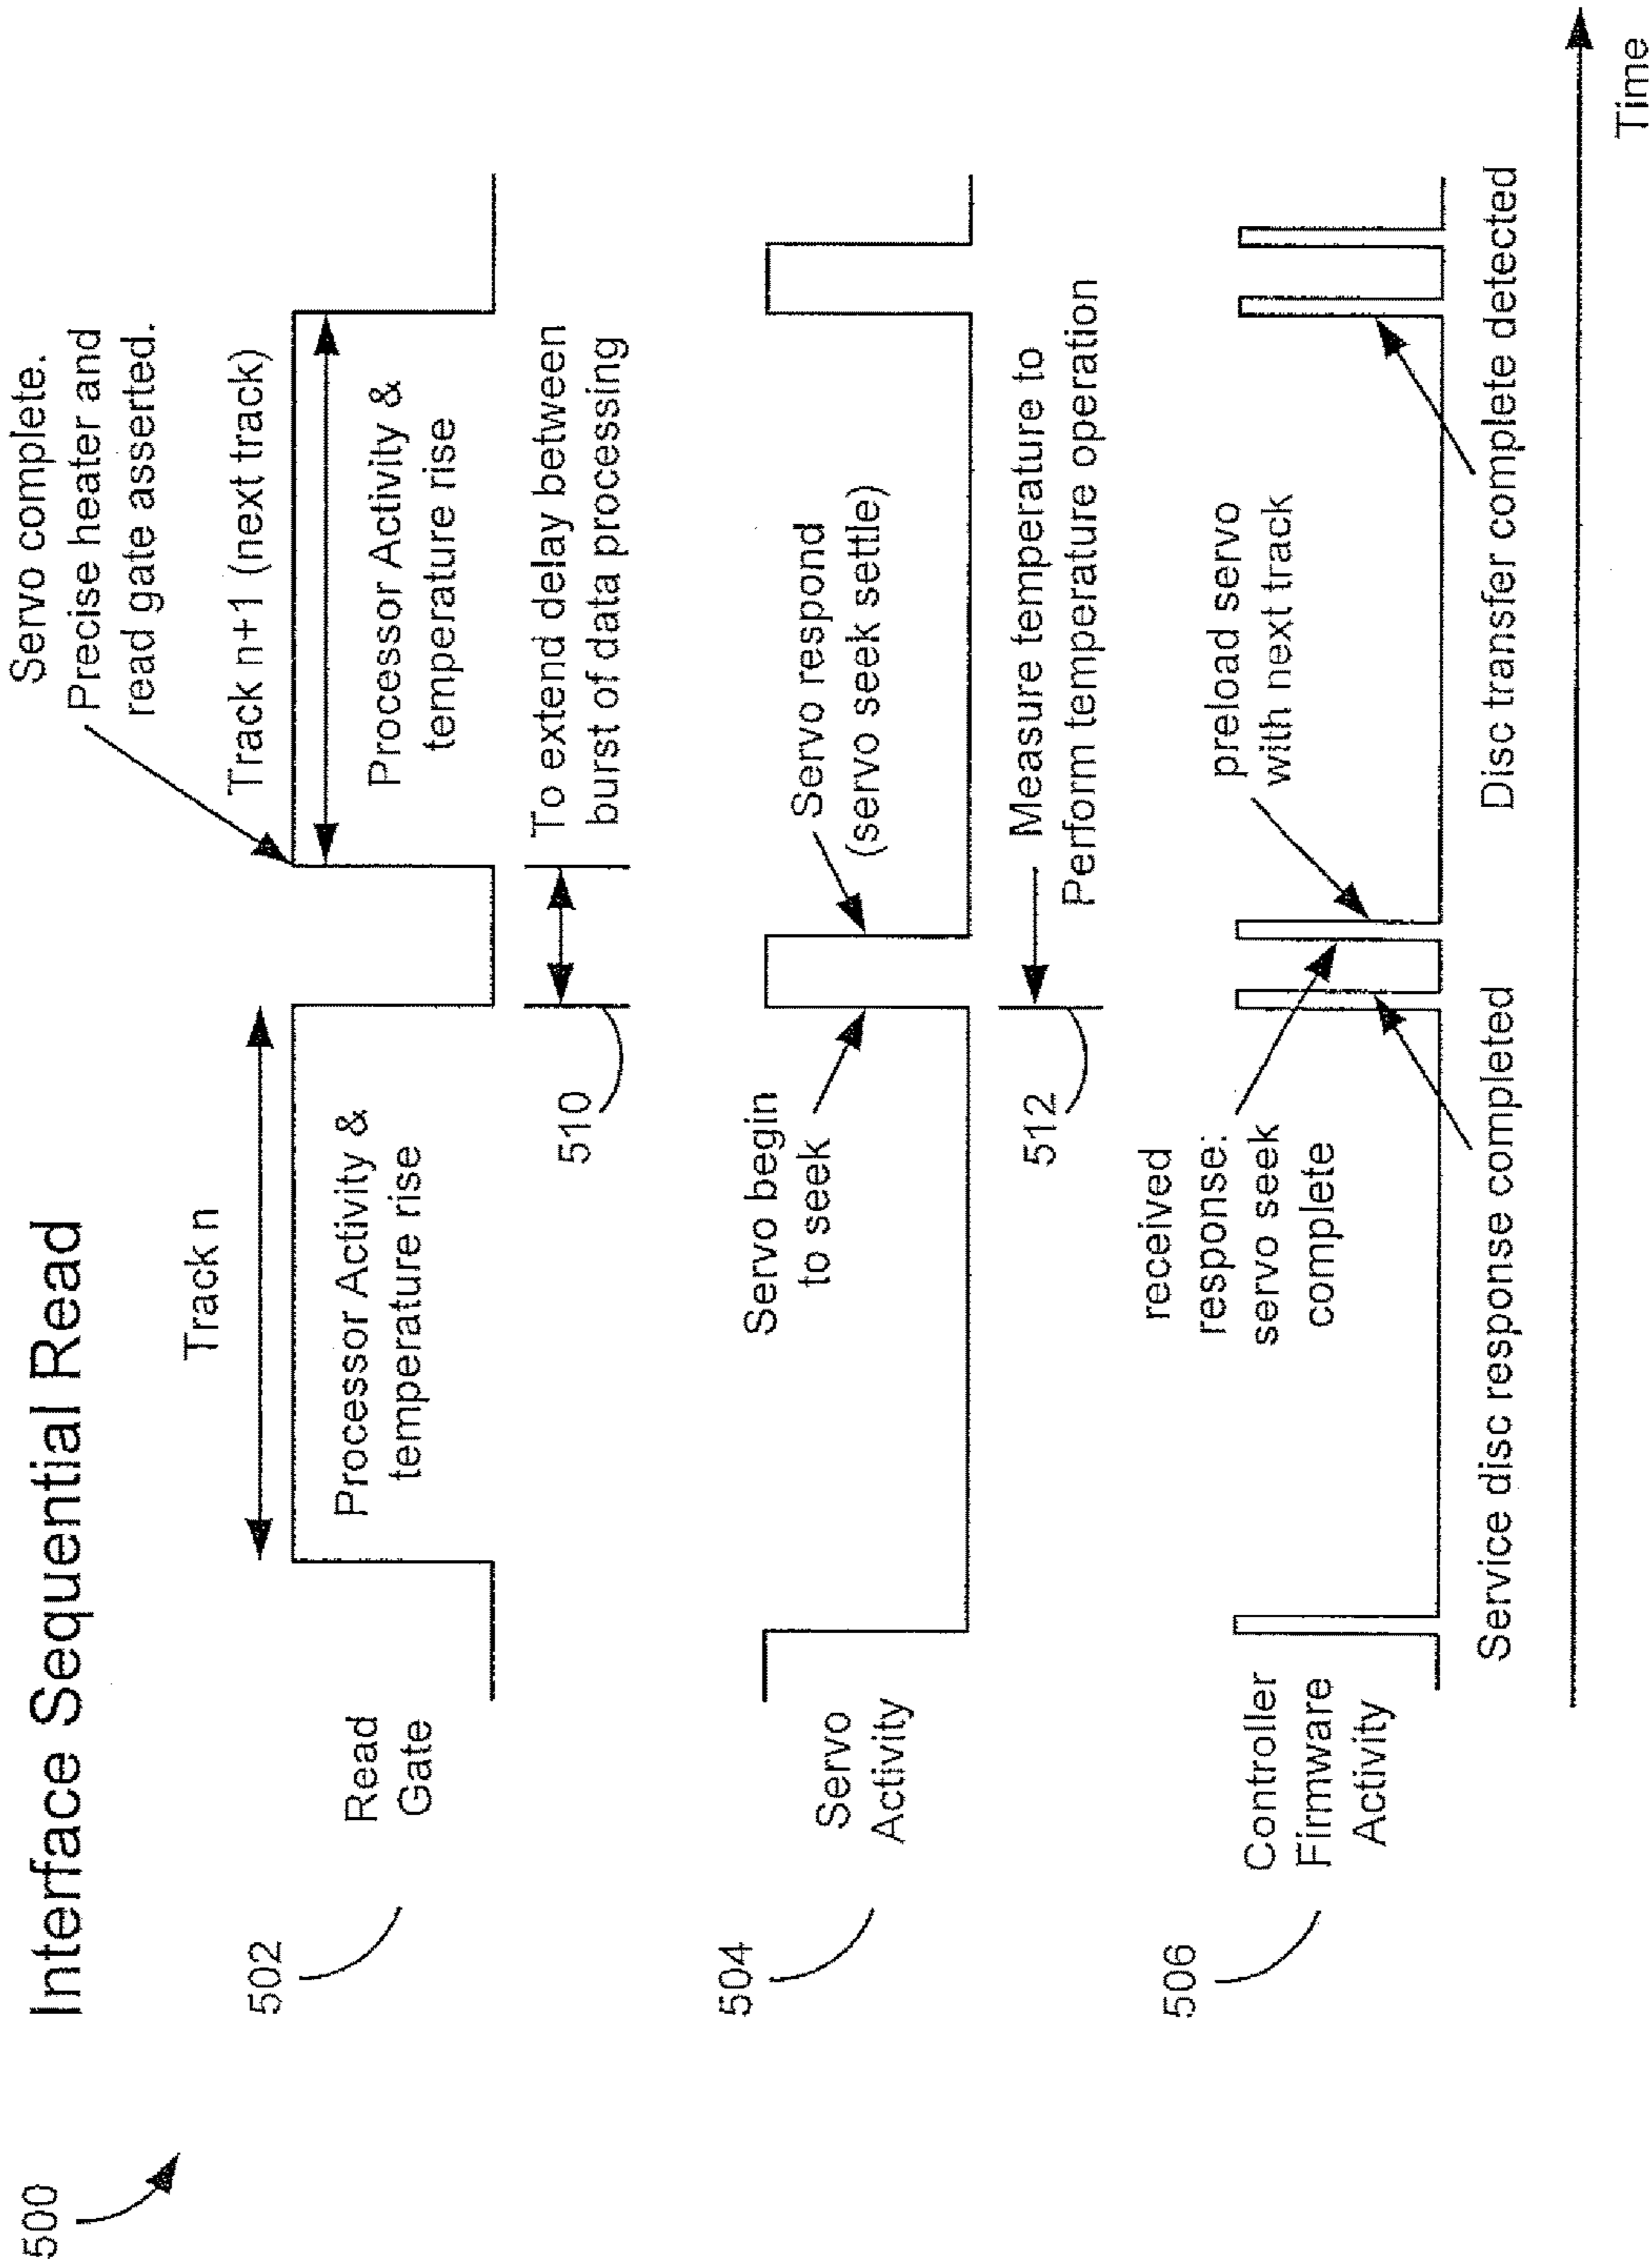 500
Interface Sequential Read
Servo complete.
Precise heater and
read gate asserted.
Track n
Track n+1 (next track)
502
Read
Gate
Processor Activity &
temperature rise
Processor Activity &
temperature rise
510
To extend delay between
burst of data processing
504
Servo
Activity
Servo begin
to seek
Servo respond
(servo seek settle)
512
Measure temperature to
Perform temperature operation
506
Controller
Firmware
Activity
received
response:
servo seek
complete
preload servo
with next track
Service disc response completed
Disc transfer complete detected
Time